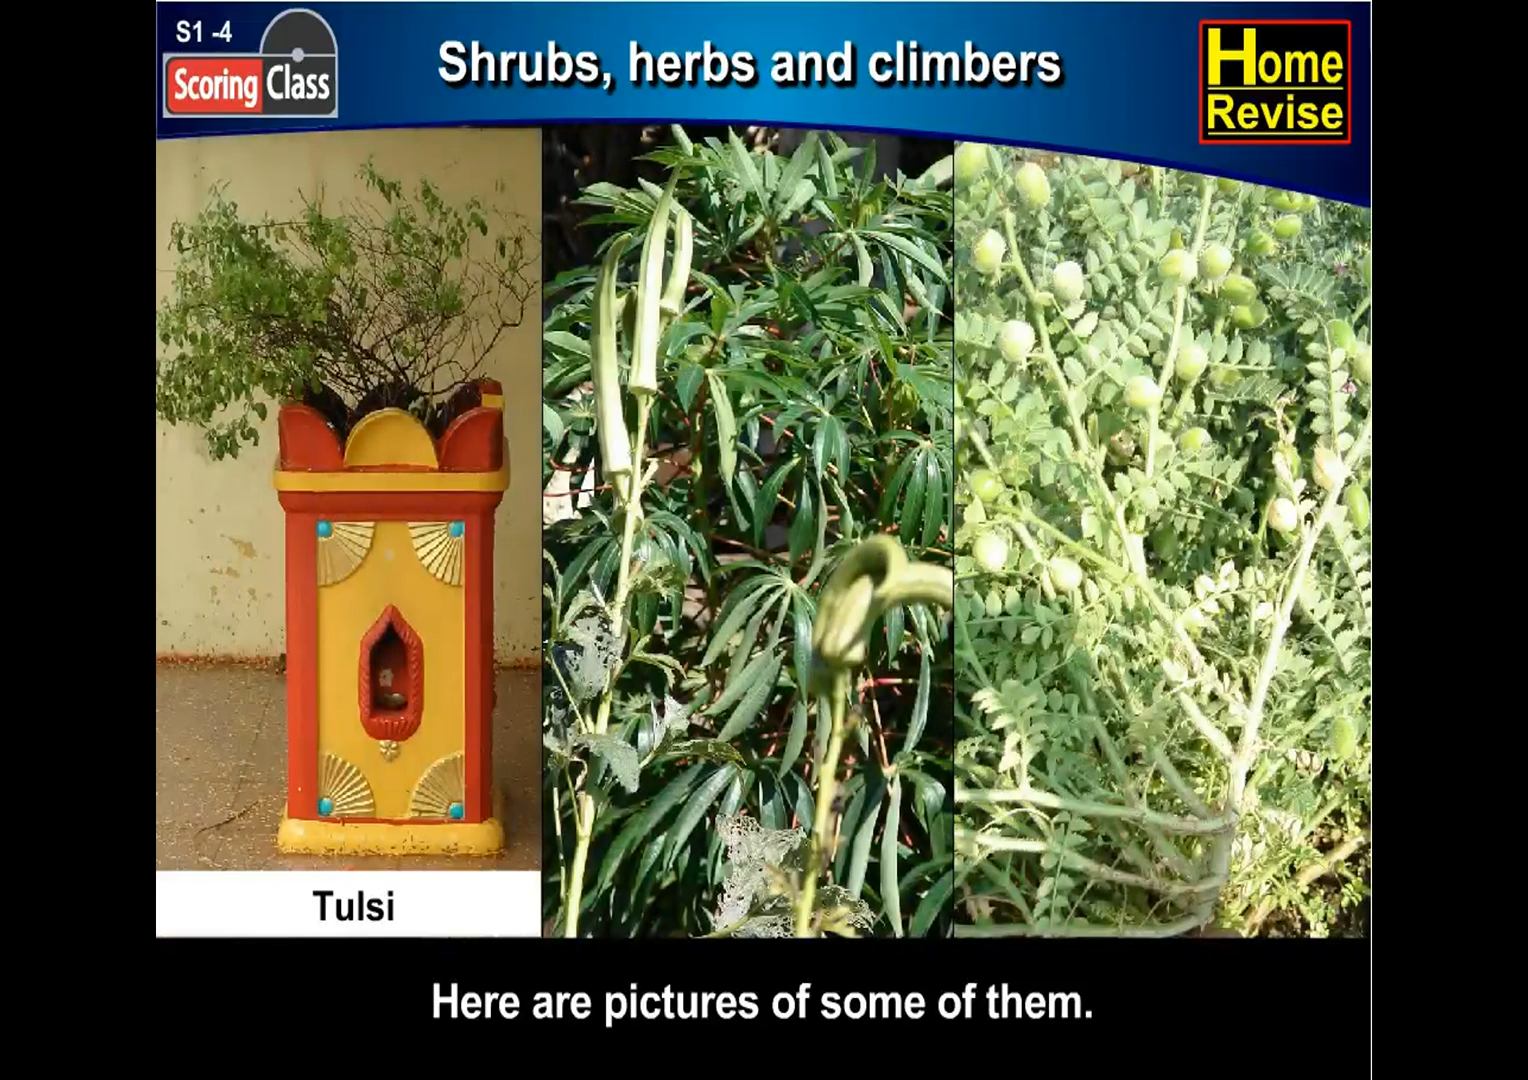 S1 -4
Scoring Class
Shrubs, herbs and climbers
Home
Revise
Tulsi
Here are pictures of some of them.